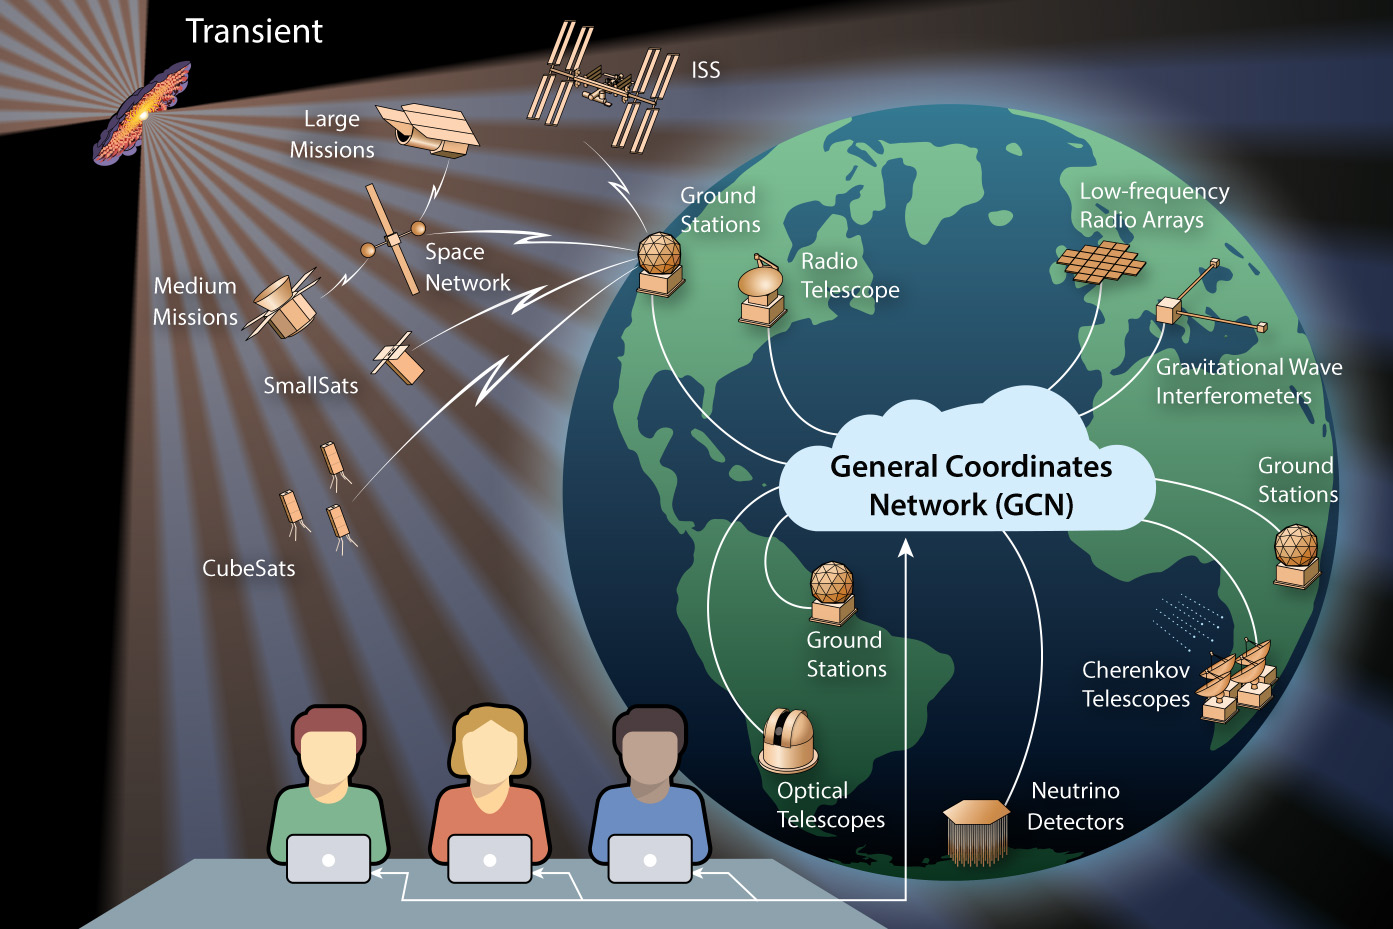 Transient
ISS
Large
Missions
Ground
Stations
Low-frequency
Radio Arrays
Space
Network
Radio
Telescope
Medium
Missions
SmallSats
Gravitational Wave
Interferometers
General Coordinates
Network (GCN)
Ground
Stations
CubeSats
Ground
Stations
Cherenkov
Telescopes
Optical
Telescopes
Neutrino
Detectors